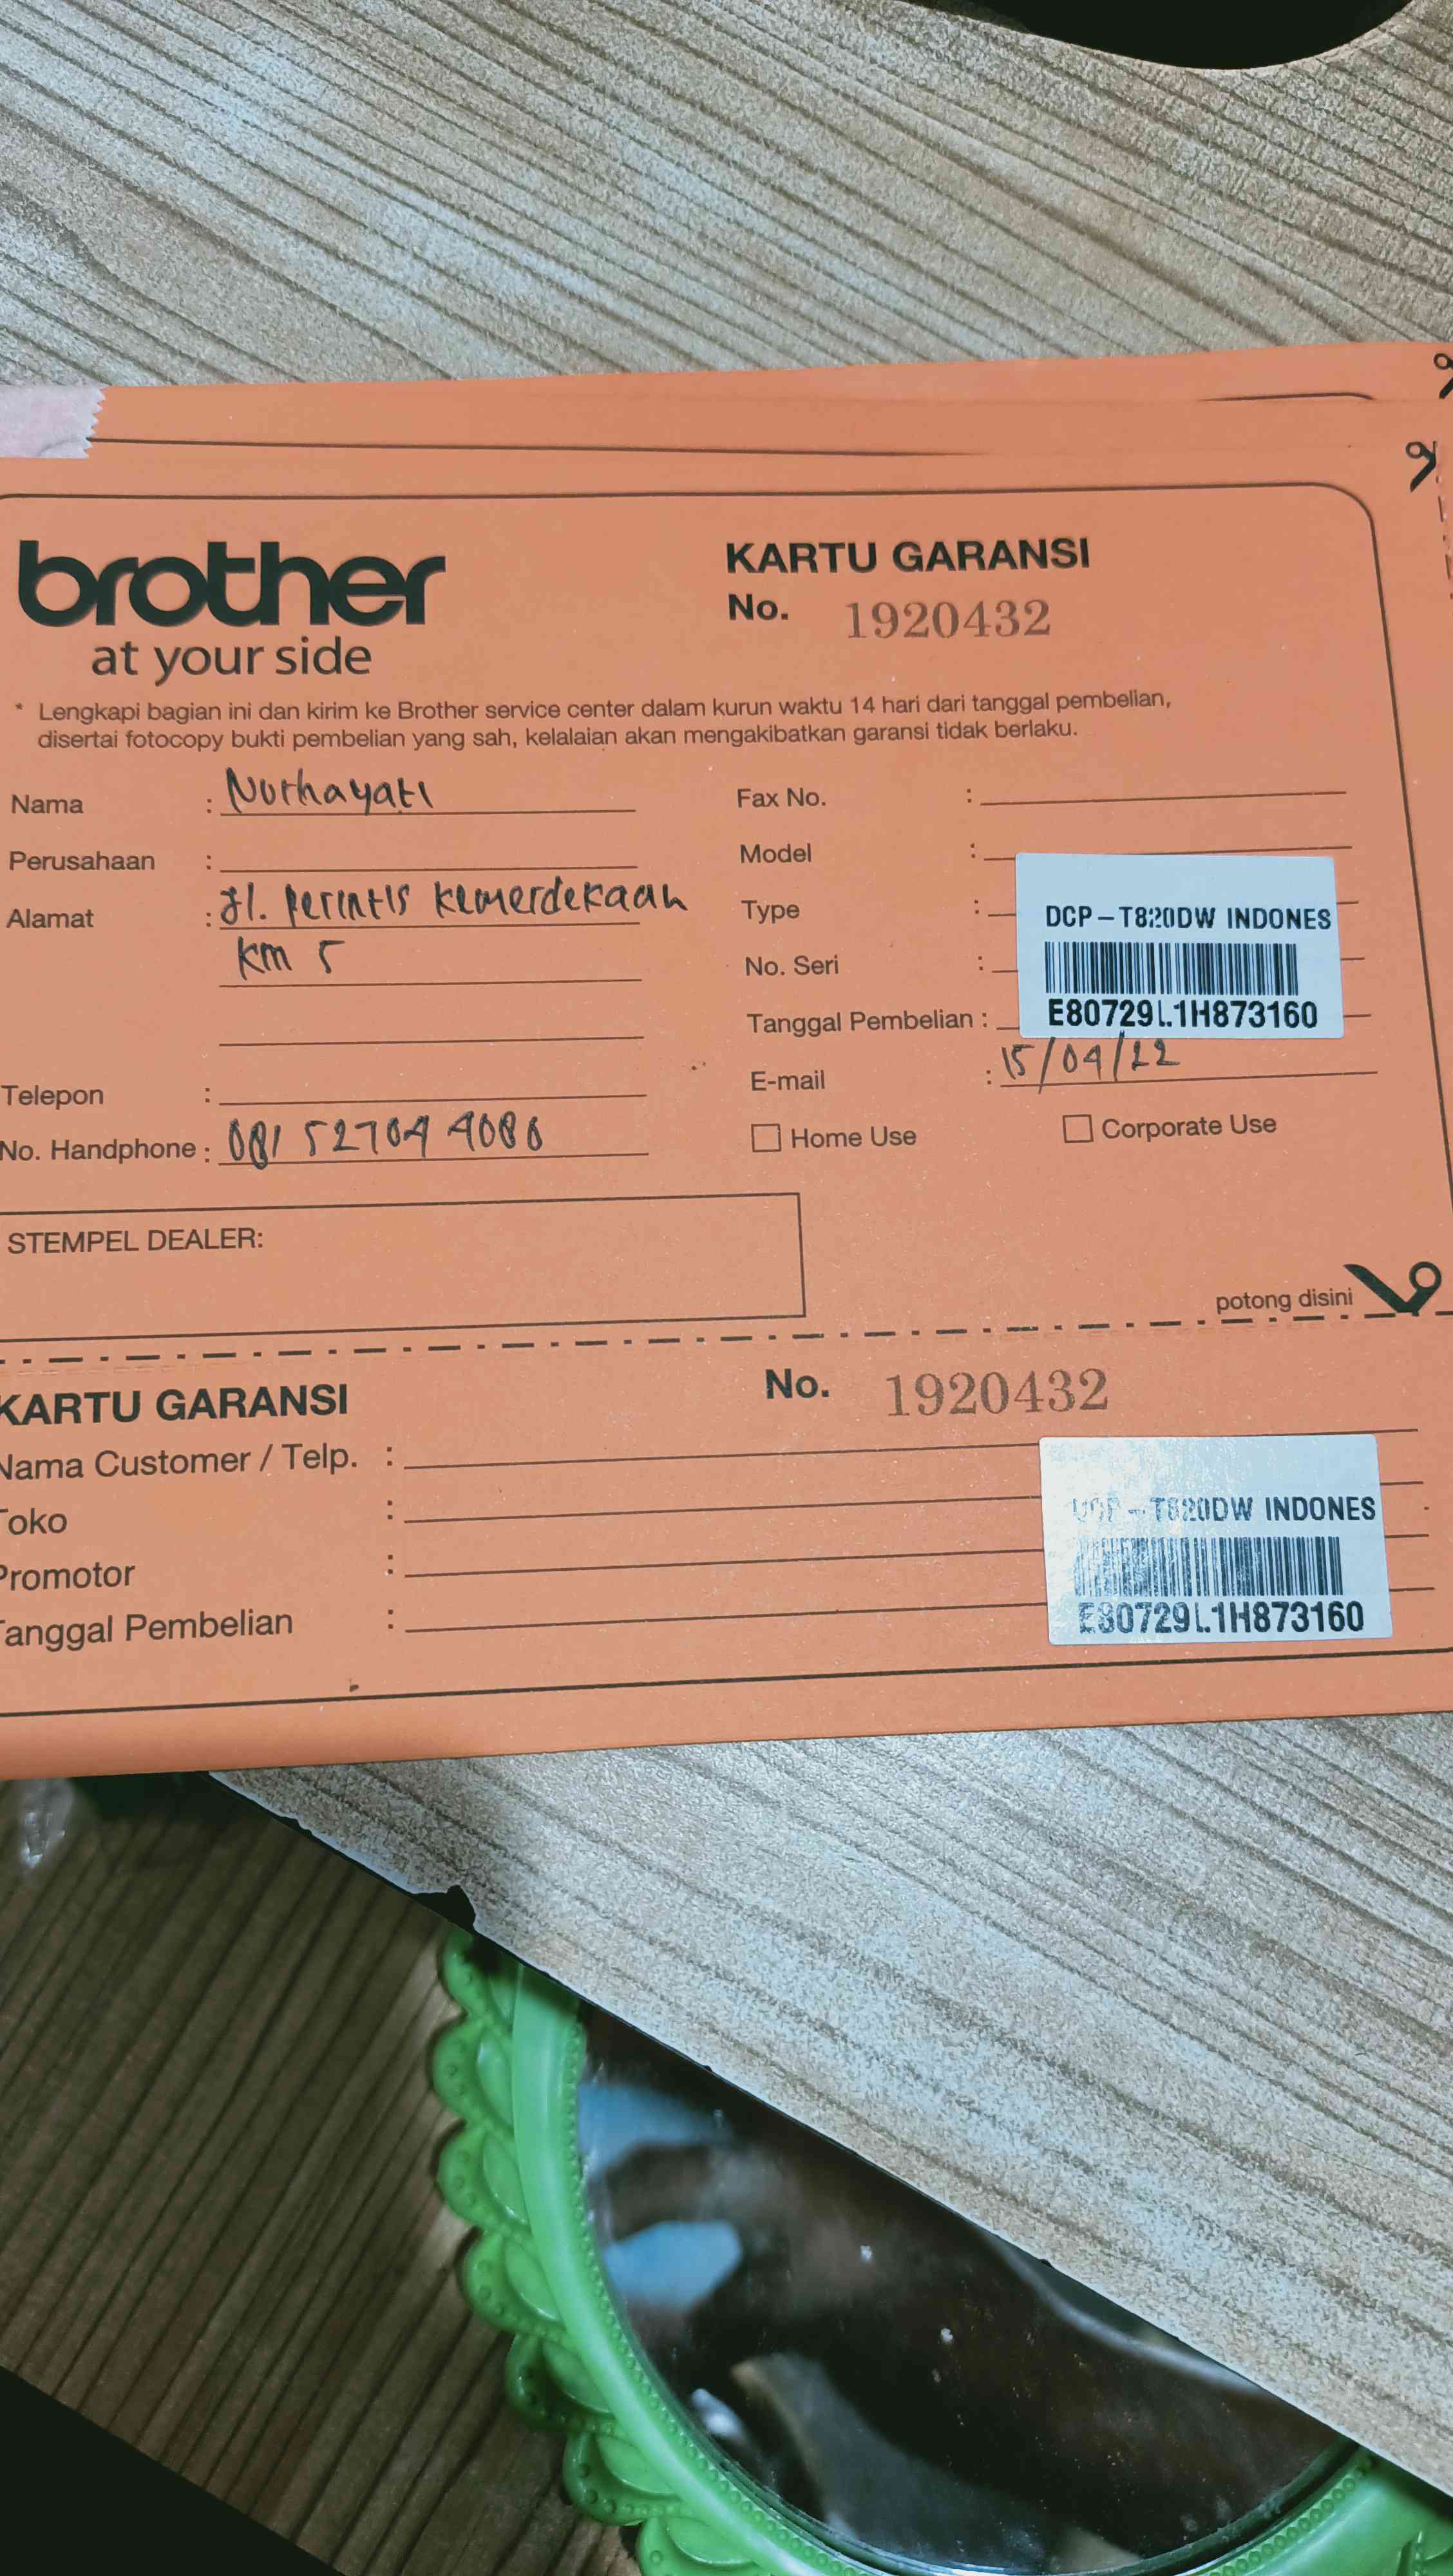 brother
at your side
KARTU GARANSI
No. 1920432
* Lengkapi bagian ini dan kirim ke Brother service center dalam kurun waktu 14 hari dari tanggal pembelian,
disertai fotocopy bukti pembelian yang sah, kelalaian akan mengakibatkan garansi tidak berlaku.
Nama : Nurhayati
Perusahaan :
Alamat : Jl. Perintis Kemerdekaan
Km 5
Telepon :
No. Handphone : 081 52704 4086
Fax No. :
Model :
Type :
No. Seri :
Tanggal Pembelian :
DCP-T820DW INDONES
E80729L1H873160
E-mail : 15/04/22
Home Use
Corporate Use
STEMPEL DEALER:
potong disini
KARTU GARANSI
No. 1920432
Nama Customer / Telp. :
Toko :
Promotor :
Tanggal Pembelian :
DCP-T820DW INDONES
E80729L1H873160